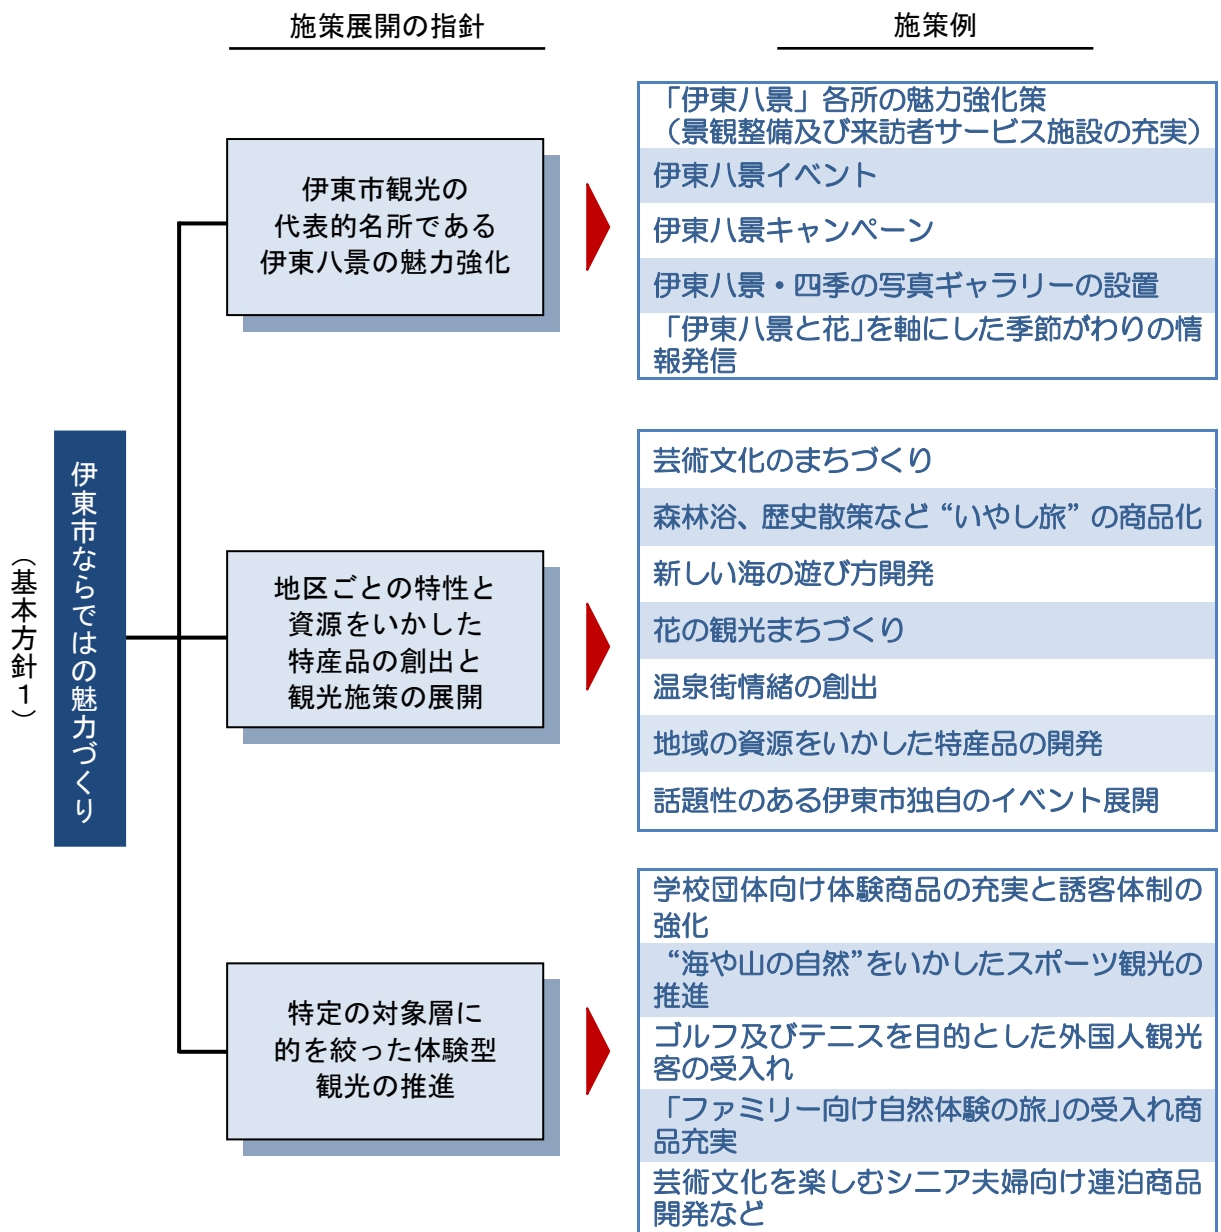 施策展開の指針
施策例
(基本方針1)
伊東市ならではの魅力づくり
伊東市観光の
代表的名所である
伊東八景の魅力強化
「伊東八景」各所の魅力強化策
(景観整備及び来訪者サービス施設の充実)
伊東八景イベント
伊東八景キャンペーン
伊東八景・四季の写真ギャラリーの設置
「伊東八景と花」を軸にした季節がわりの情
報発信
地区ごとの特性と
資源をいかした
特産品の創出と
観光施策の展開
芸術文化のまちづくり
森林浴、歴史散策など“いやし旅”の商品化
新しい海の遊び方開発
花の観光まちづくり
温泉街情緒の創出
地域の資源をいかした特産品の開発
話題性のある伊東市独自のイベント展開
特定の対象層に
的を絞った体験型
観光の推進
学校団体向け体験商品の充実と誘客体制の
強化
“海や山の自然”をいかしたスポーツ観光の
推進
ゴルフ及びテニスを目的とした外国人観光
客の受入れ
「ファミリー向け自然体験の旅」の受入れ商
品充実
芸術文化を楽しむシニア夫婦向け連泊商品
開発など